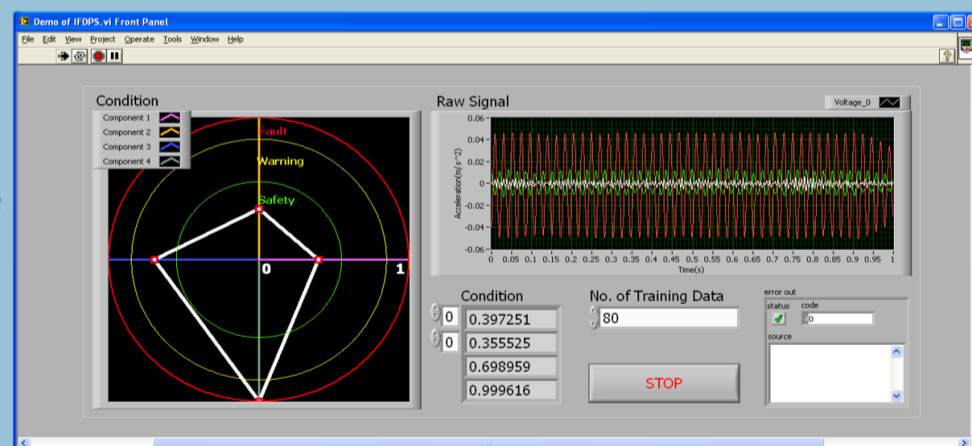 Demo of IFDPS.vi Front Panel
File Edit View Project Operate Tools Window Help
Condition
Component 1
Component 2
Component 3
Component 4
Fault
Warning
Safety
0
1
Raw Signal
Voltage_0
Acceleration(m/s^2)
0.06
0.04
0.02
0
-0.02
-0.04
-0.06
0 0.05 0.1 0.15 0.2 0.25 0.3 0.35 0.4 0.45 0.5 0.55 0.6 0.65 0.7 0.75 0.8 0.85 0.9 0.95 1
Time(s)
Condition
0
0
0.397251
0.355525
0.698959
0.999616
No. of Training Data
80
STOP
error out
status code
0
source